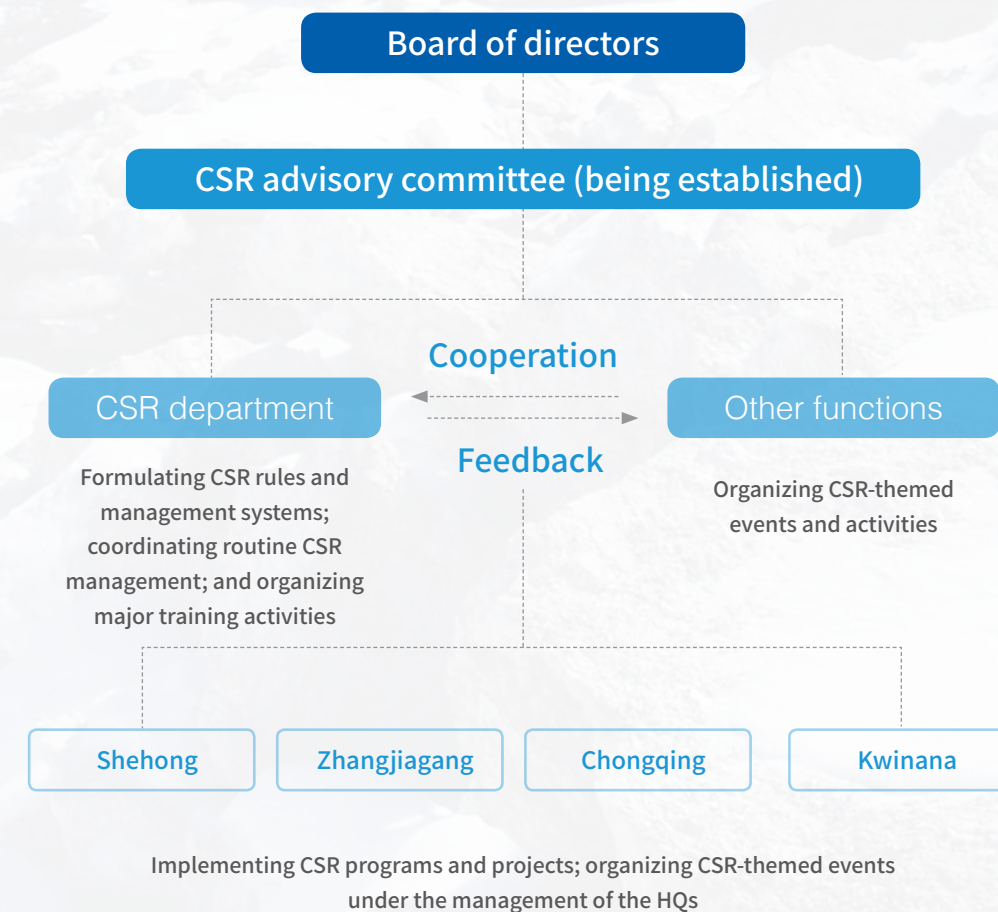 Board of directors
CSR advisory committee (being established)
Cooperation
CSR department
Other functions
Feedback
Formulating CSR rules and
management systems;
coordinating routine CSR
management; and organizing
major training activities
Organizing CSR-themed
events and activities
Shehong
Zhangjiagang
Chongqing
Kwinana
Implementing CSR programs and projects; organizing CSR-themed events
under the management of the HQs